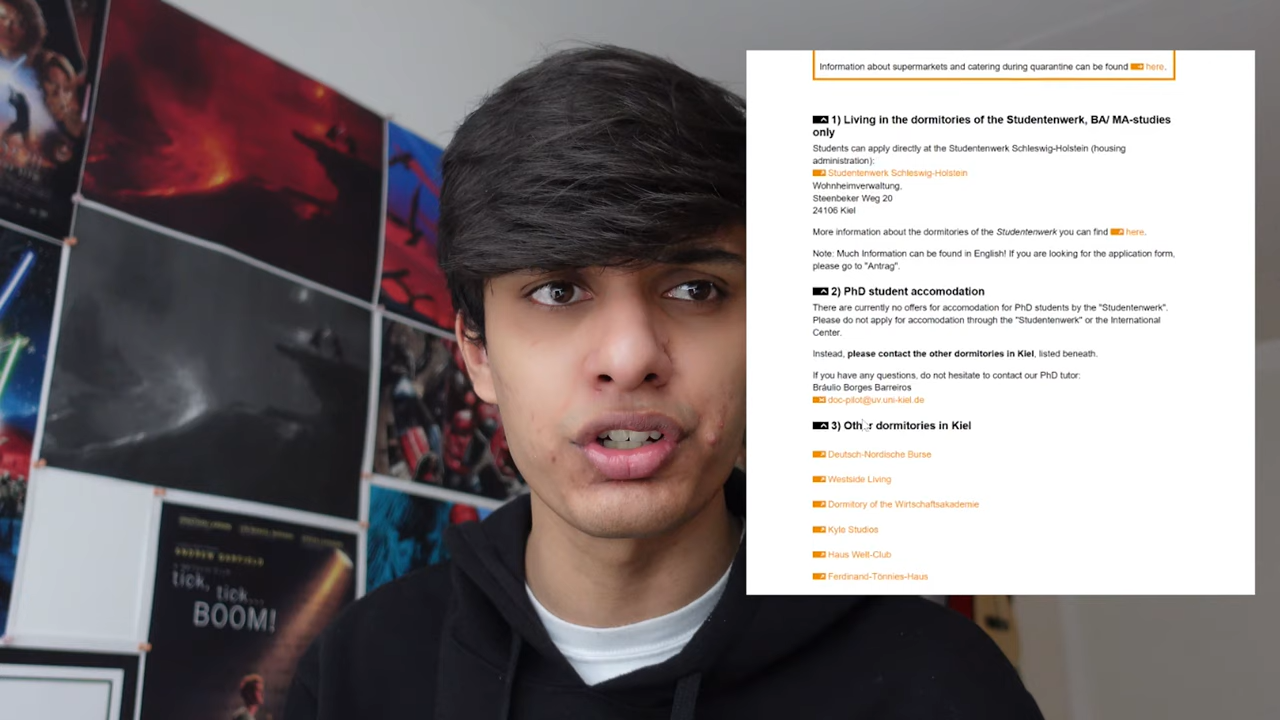 Information about supermarkets and catering during quarantine can be found here.
1) Living in the dormitories of the Studentenwerk, BA/ MA-studies
only
Students can apply directly at the Studentenwerk Schleswig-Holstein (housing
administration):
Studentenwerk Schleswig-Holstein
Wohnheimverwaltung,
Steenbeker Weg 20
24106 Kiel
More information about the dormitories of the Studentenwerk you can find here.
Note: Much Information can be found in English! If you are looking for the application form,
please go to "Antrag".
2) PhD student accomodation
There are currently no offers for accomodation for PhD students by the "Studentenwerk".
Please do not apply for accomodation through the "Studentenwerk" or the International
Center.
Instead, please contact the other dormitories in Kiel, listed beneath.
If you have any questions, do not hesitate to contact our PhD tutor:
Bráulio Borges Barreiros
doc-pilot@uv.uni-kiel.de
3) Other dormitories in Kiel
Deutsch-Nordische Burse
Westside Living
Dormitory of the Wirtschaftsakademie
Kyle Studios
Haus Welt-Club
Ferdinand-Tönnies-Haus
ANDREW GARFIELD
tick, tick...
BOOM!